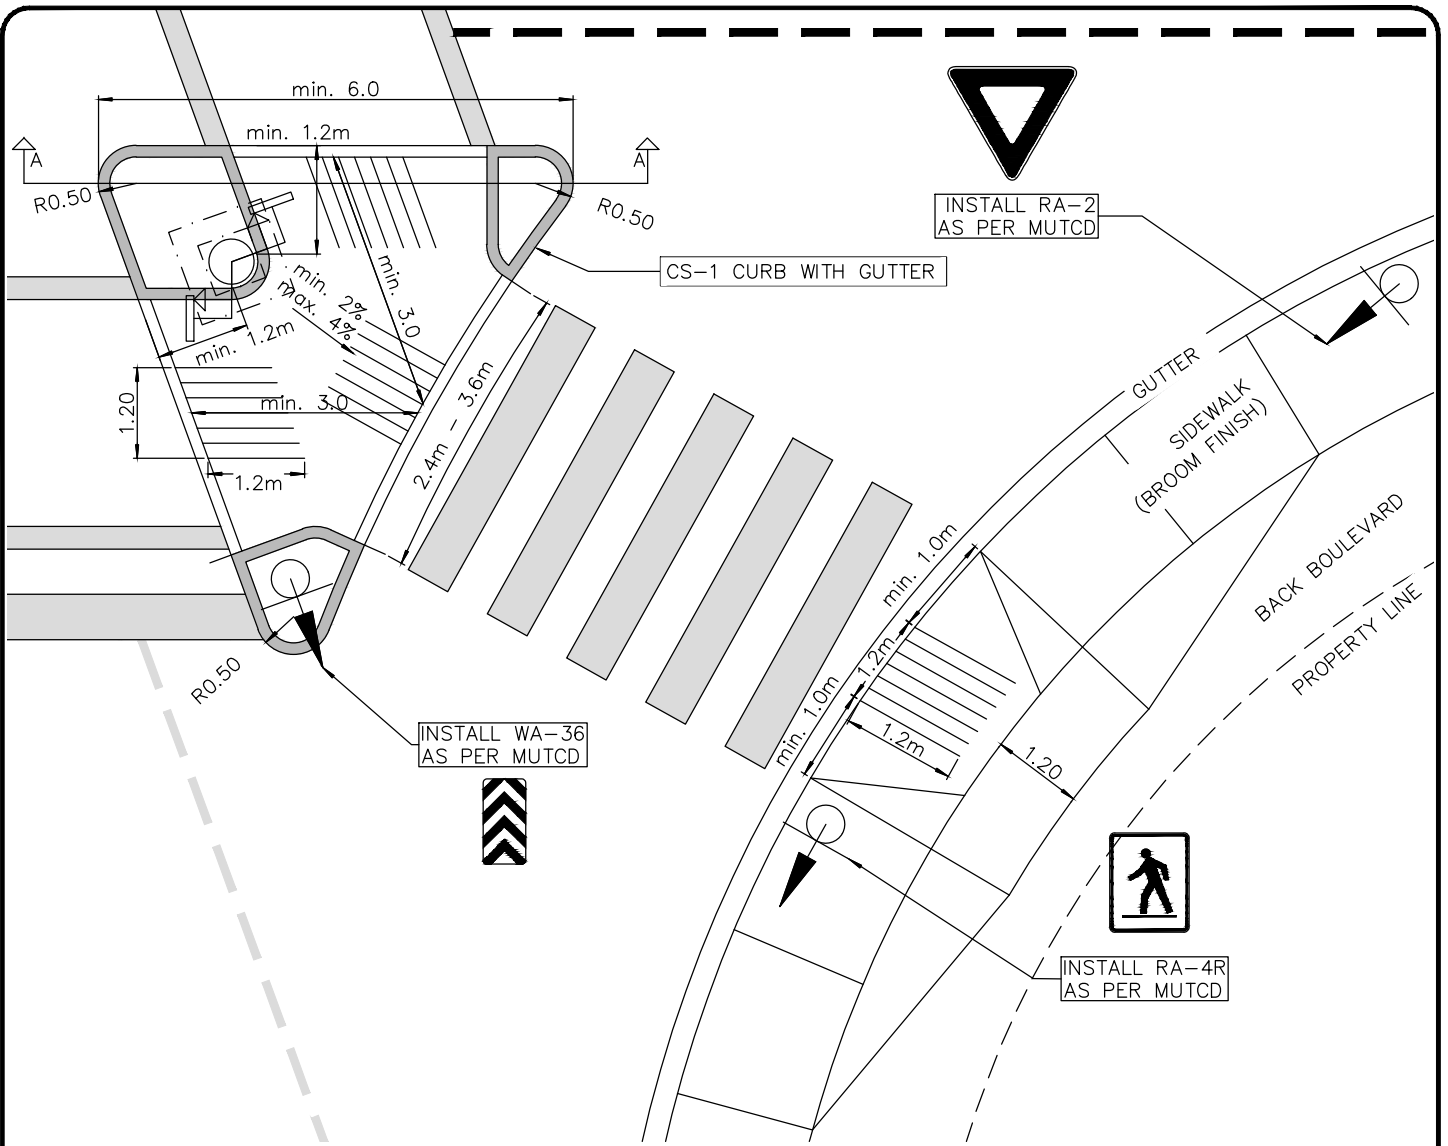 min. 6.0
min. 1.2m
A
A
R0.50
R0.50
INSTALL RA-2
AS PER MUTCD
CS-1 CURB WITH GUTTER
min. 2%
max. 4%
min. 3.0
min. 1.2m
1.20
min. 3.0
1.2m
2.4m - 3.6m
GUTTER
SIDEWALK
(BROOM FINISH)
BACK BOULEVARD
PROPERTY LINE
min. 1.0m
1.2m
min. 1.0m
1.2m
1.20
R0.50
INSTALL WA-36
AS PER MUTCD
INSTALL RA-4R
AS PER MUTCD